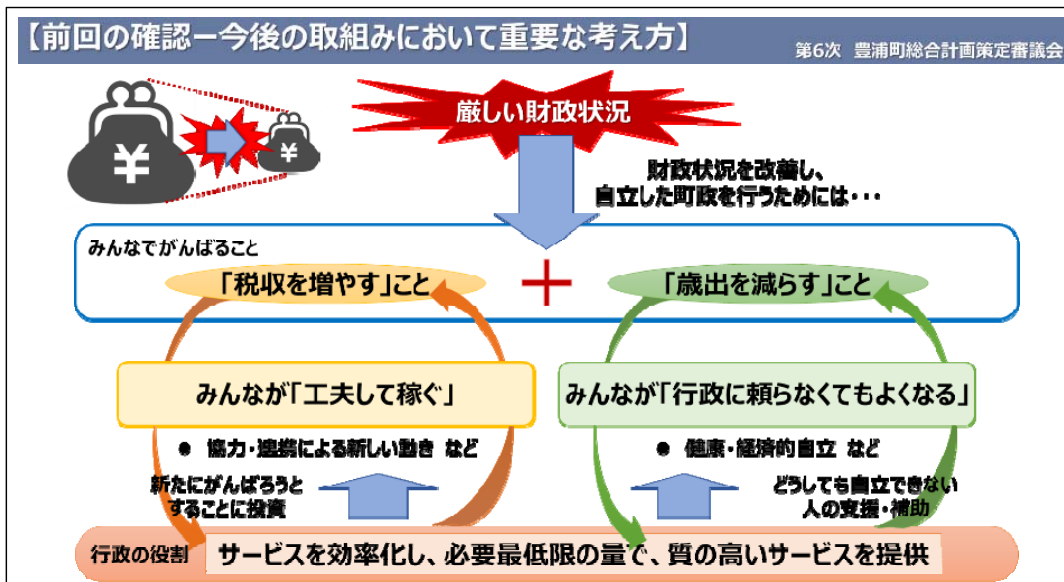 【前回の確認ー今後の取組みにおいて重要な考え方】
第6次 豊浦町総合計画策定審議会
¥
¥
厳しい財政状況
財政状況を改善し、
自立した町政を行うためには・・・
みんなでがんばること
「税収を増やす」こと
「歳出を減らす」こと
みんなが「工夫して稼ぐ」
みんなが「行政に頼らなくてもよくなる」
● 協力・連携による新しい動き など
● 健康・経済的自立 など
新たにがんばろうと
することに投資
どうしても自立できない
人の支援・補助
行政の役割
サービスを効率化し、必要最低限の量で、質の高いサービスを提供